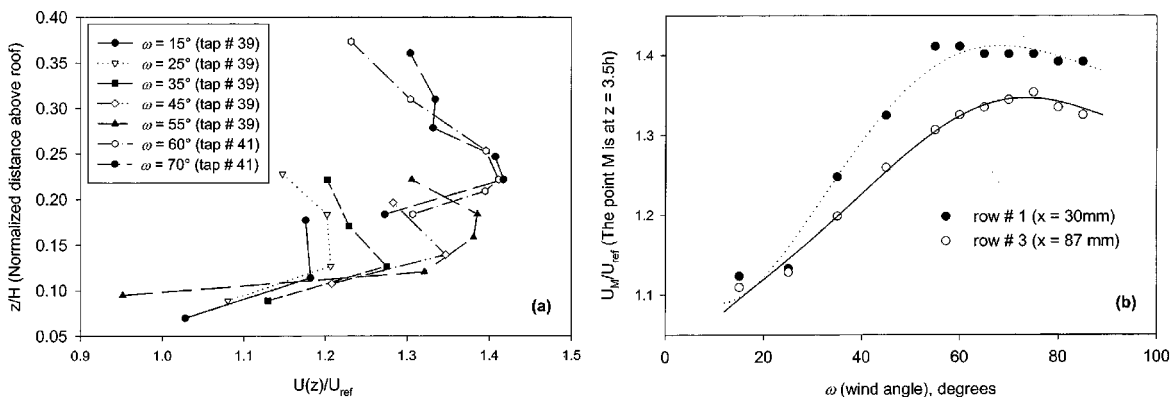 0.40
0.35
0.30
0.25
0.20
0.15
0.10
0.05
z/H (Normalized distance above roof)
ω = 15° (tap # 39)
ω = 25° (tap # 39)
ω = 35° (tap # 39)
ω = 45° (tap # 39)
ω = 55° (tap # 39)
ω = 60° (tap # 41)
ω = 70° (tap # 41)
(a)
0.9 1.0 1.1 1.2 1.3 1.4 1.5
U(z)/U_ref
1.4
1.3
1.2
1.1
U_M/U_ref (The point M is at z = 3.5h)
row # 1 (x = 30mm)
row # 3 (x = 87 mm)
(b)
0 20 40 60 80 100
ω (wind angle), degrees